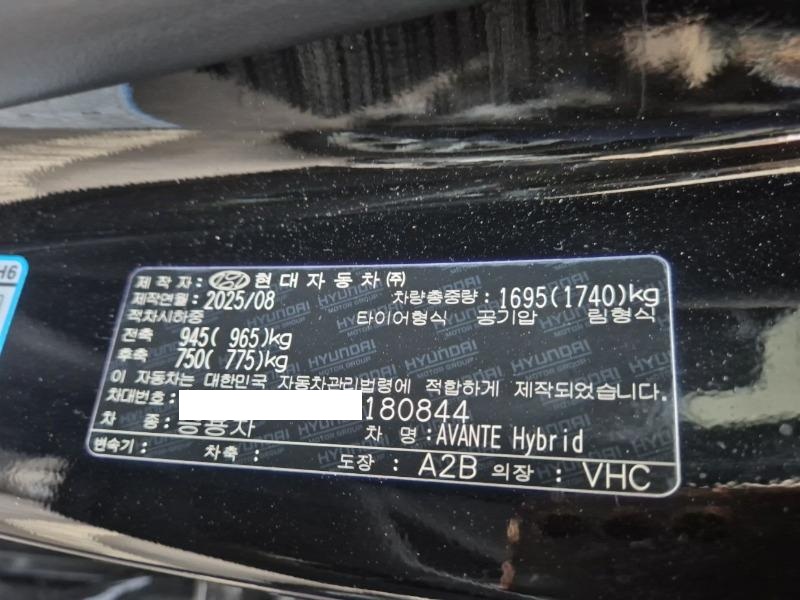 H6
제 작 자 : 현대자동차(주)
제작연월 : 2025/08 차량총중량 : 1695(1740)kg
적차시하중 타이어형식 공기압 림형식
전축 945( 965)kg
후축 750( 775)kg
이 자동차는 대한민국 자동차관리법령에 적합하게 제작되었습니다.
차대번호 : 180844
차 종 : 승용차 차 명 : AVANTE Hybrid
변속기 : 차축 : 도장 : A2B 의장 : VHC
HYUNDAI
MOTOR GROUP